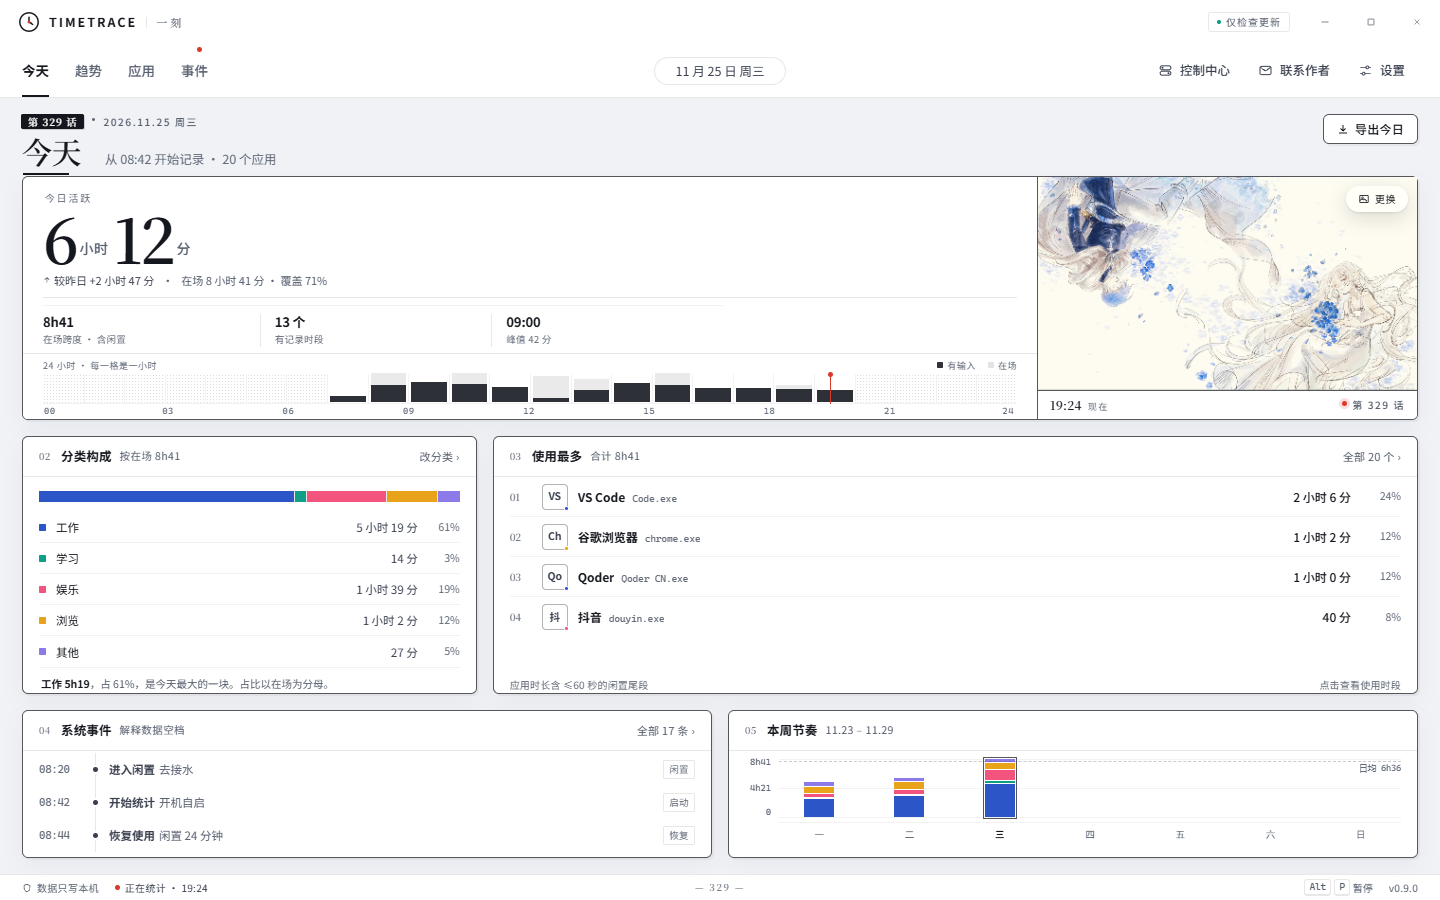 TIMETRACE 一刻
仅检查更新
今天 趋势 应用 事件
11 月 25 日 周三
控制中心 联系作者 设置
第 329 话 • 2026.11.25 周三
导出今日
今天 从 08:42 开始记录 · 20 个应用
今日活跃
6 小时 12 分
↑ 较昨日 +2 小时 47 分 · 在场 8 小时 41 分 · 覆盖 71%
8h41 13 个 09:00
在场跨度 · 含闲置 有记录时段 峰值 42 分
24 小时 · 每一格是一小时 有输入 在场
00 03 06 09 12 15 18 21 24
更换
19:24 现在 第 329 话
02 分类构成 按在场 8h41 改分类 ›
工作 5 小时 19 分 61%
学习 14 分 3%
娱乐 1 小时 39 分 19%
浏览 1 小时 2 分 12%
其他 27 分 5%
工作 5h19，占 61%，是今天最大的一块。占比以在场为分母。
03 使用最多 合计 8h41 全部 20 个 ›
01 VS VS Code Code.exe 2 小时 6 分 24%
02 Ch 谷歌浏览器 chrome.exe 1 小时 2 分 12%
03 Qo Qoder Qoder CN.exe 1 小时 0 分 12%
04 抖 抖音 douyin.exe 40 分 8%
应用时长含 ≤60 秒的闲置尾段 点击查看使用时段
04 系统事件 解释数据空档 全部 17 条 ›
08:20 进入闲置 去接水 闲置
08:42 开始统计 开机自启 启动
08:44 恢复使用 闲置 24 分钟 恢复
05 本周节奏 11.23 – 11.29
8h41
日均 6h36
4h21
0
一 二 三 四 五 六 日
数据只写本机 正在统计 · 19:24
— 329 —
Alt P 暂停 v0.9.0